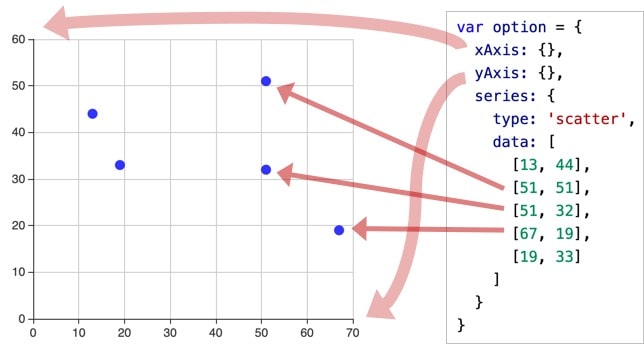 60
50
40
30
20
10
0
0 10 20 30 40 50 60 70
var option = {
  xAxis: {},
  yAxis: {},
  series: {
    type: 'scatter',
    data: [
      [13, 44],
      [51, 51],
      [51, 32],
      [67, 19],
      [19, 33]
    ]
  }
}